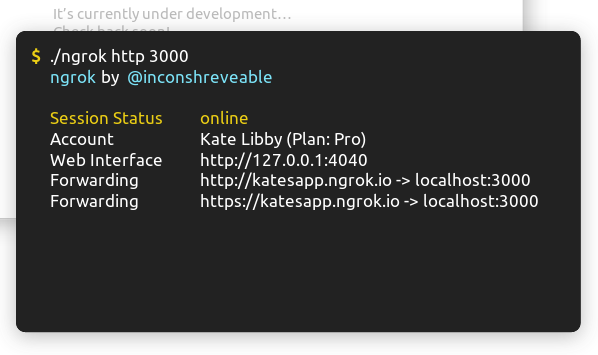 It's currently under development...
Check back soon!
$ ./ngrok http 3000
ngrok by @inconshreveable
Session Status online
Account Kate Libby (Plan: Pro)
Web Interface http://127.0.0.1:4040
Forwarding http://katesapp.ngrok.io -> localhost:3000
Forwarding https://katesapp.ngrok.io -> localhost:3000